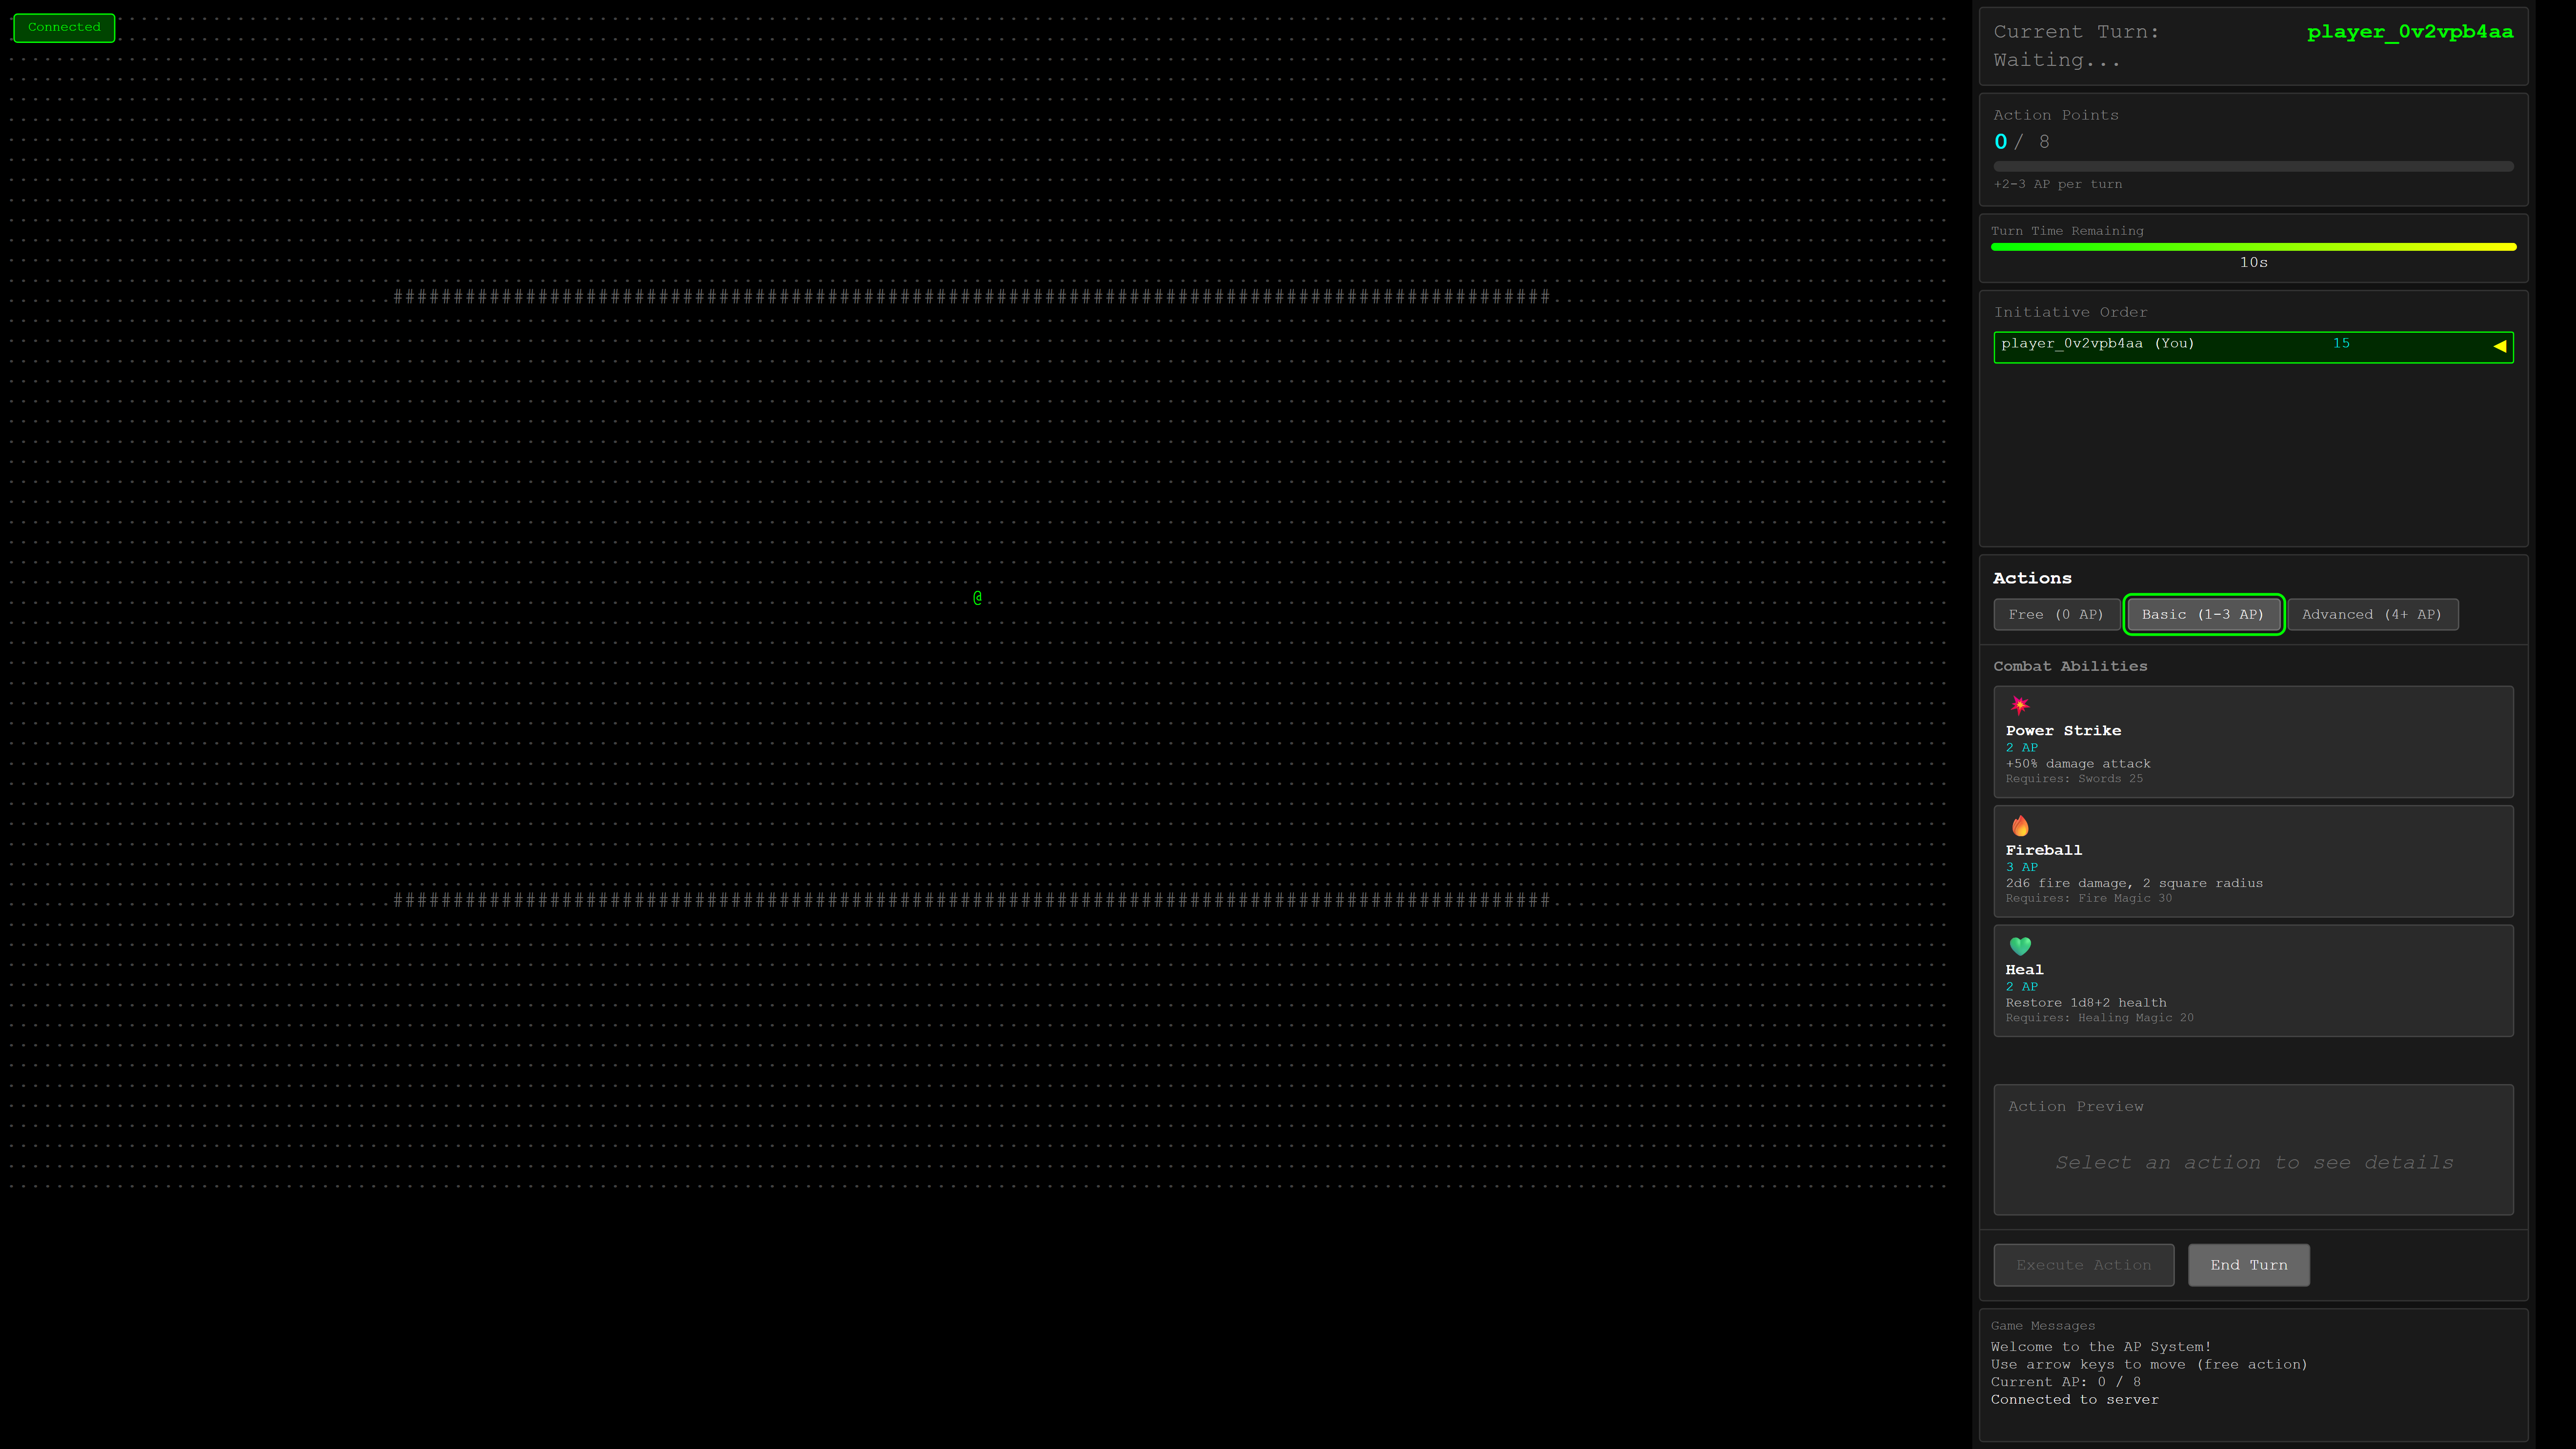 Connected
@
Current Turn: player_0v2vpb4aa
Waiting...
Action Points
0 / 8
+2-3 AP per turn
Turn Time Remaining
10s
Initiative Order
player_0v2vpb4aa (You) 15 ◀
Actions
Free (0 AP) Basic (1-3 AP) Advanced (4+ AP)
Combat Abilities
Power Strike
2 AP
+50% damage attack
Requires: Swords 25
Fireball
3 AP
2d6 fire damage, 2 square radius
Requires: Fire Magic 30
Heal
2 AP
Restore 1d8+2 health
Requires: Healing Magic 20
Action Preview
Select an action to see details
Execute Action End Turn
Game Messages
Welcome to the AP System!
Use arrow keys to move (free action)
Current AP: 0 / 8
Connected to server